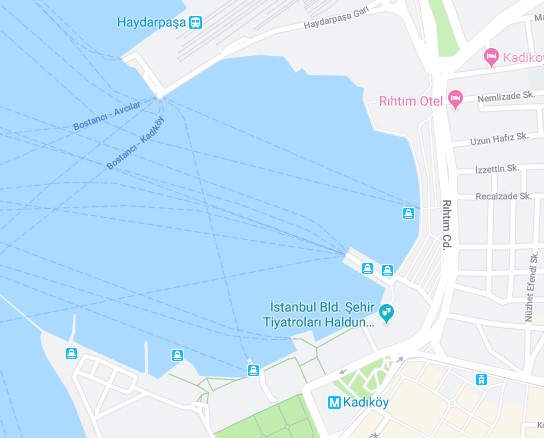 Haydarpaşa
Haydarpaşa Garı
Kadıköy
Rıhtım Otel
Nemlizade Sk.
Bostancı - Avcılar
Bostancı - Kadıköy
Uzun Hafız Sk.
İzzettin Sk.
Recaizade Sk.
Rıhtım Cd.
Nüzhet Efendi Sk.
İstanbul Bld. Şehir
Tiyatroları Haldun...
M Kadıköy